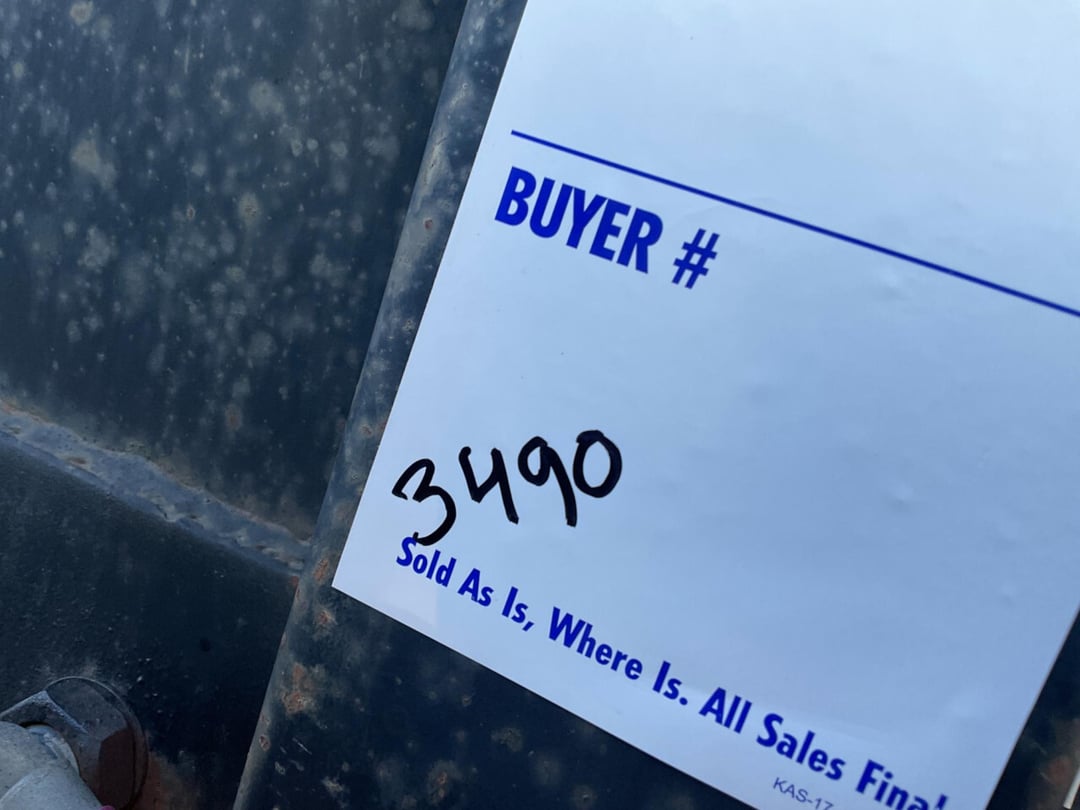 BUYER #
3490
Sold As Is, Where Is. All Sales Final
KAS-17